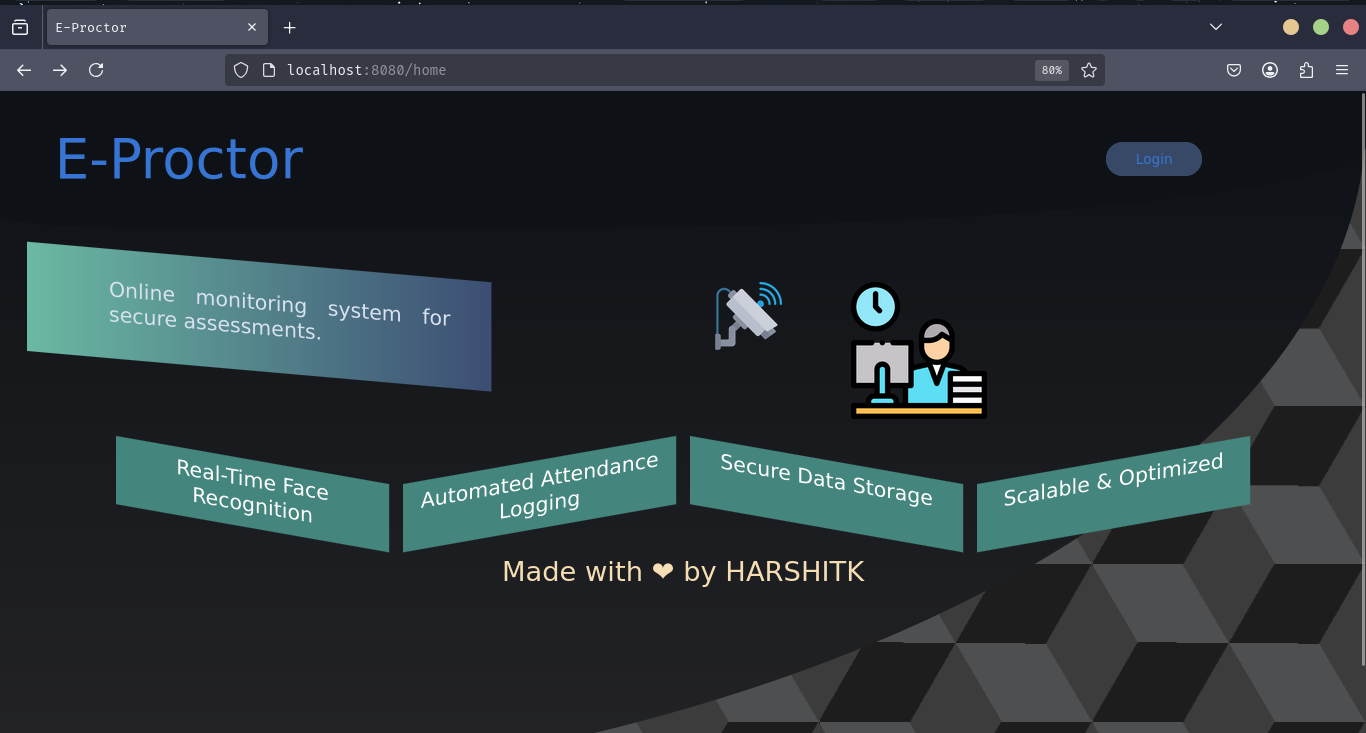 E-Proctor
localhost:8080/home
80%
E-Proctor
Login
Online monitoring system for
secure assessments.
Real-Time Face
Recognition
Automated Attendance
Logging
Secure Data Storage
Scalable & Optimized
Made with ❤ by HARSHITK